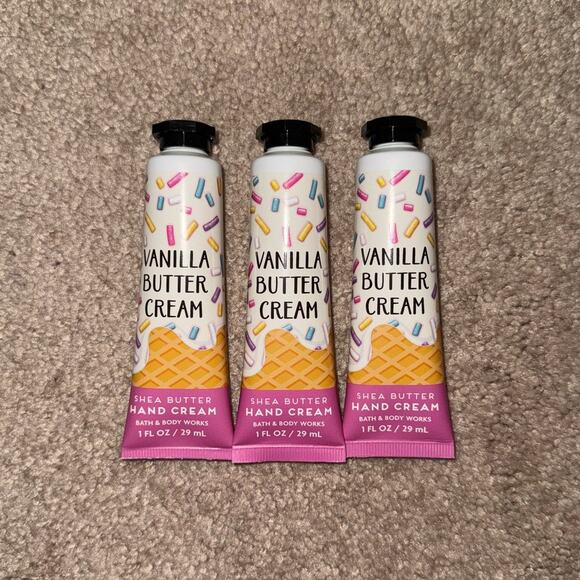 VANILLA
BUTTER
CREAM
SHEA BUTTER
HAND CREAM
BATH & BODY WORKS
1 FL OZ / 29 mL
VANILLA
BUTTER
CREAM
SHEA BUTTER
HAND CREAM
BATH & BODY WORKS
1 FL OZ / 29 mL
VANILLA
BUTTER
CREAM
SHEA BUTTER
HAND CREAM
BATH & BODY WORKS
1 FL OZ / 29 mL